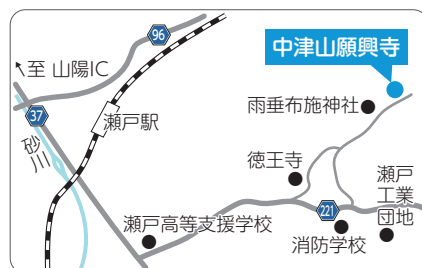 中津山願興寺
96
↖至 山陽IC
雨垂布施神社
37
瀬戸駅
砂川
徳王寺
瀬戸
工業
団地
221
瀬戸高等支援学校
消防学校